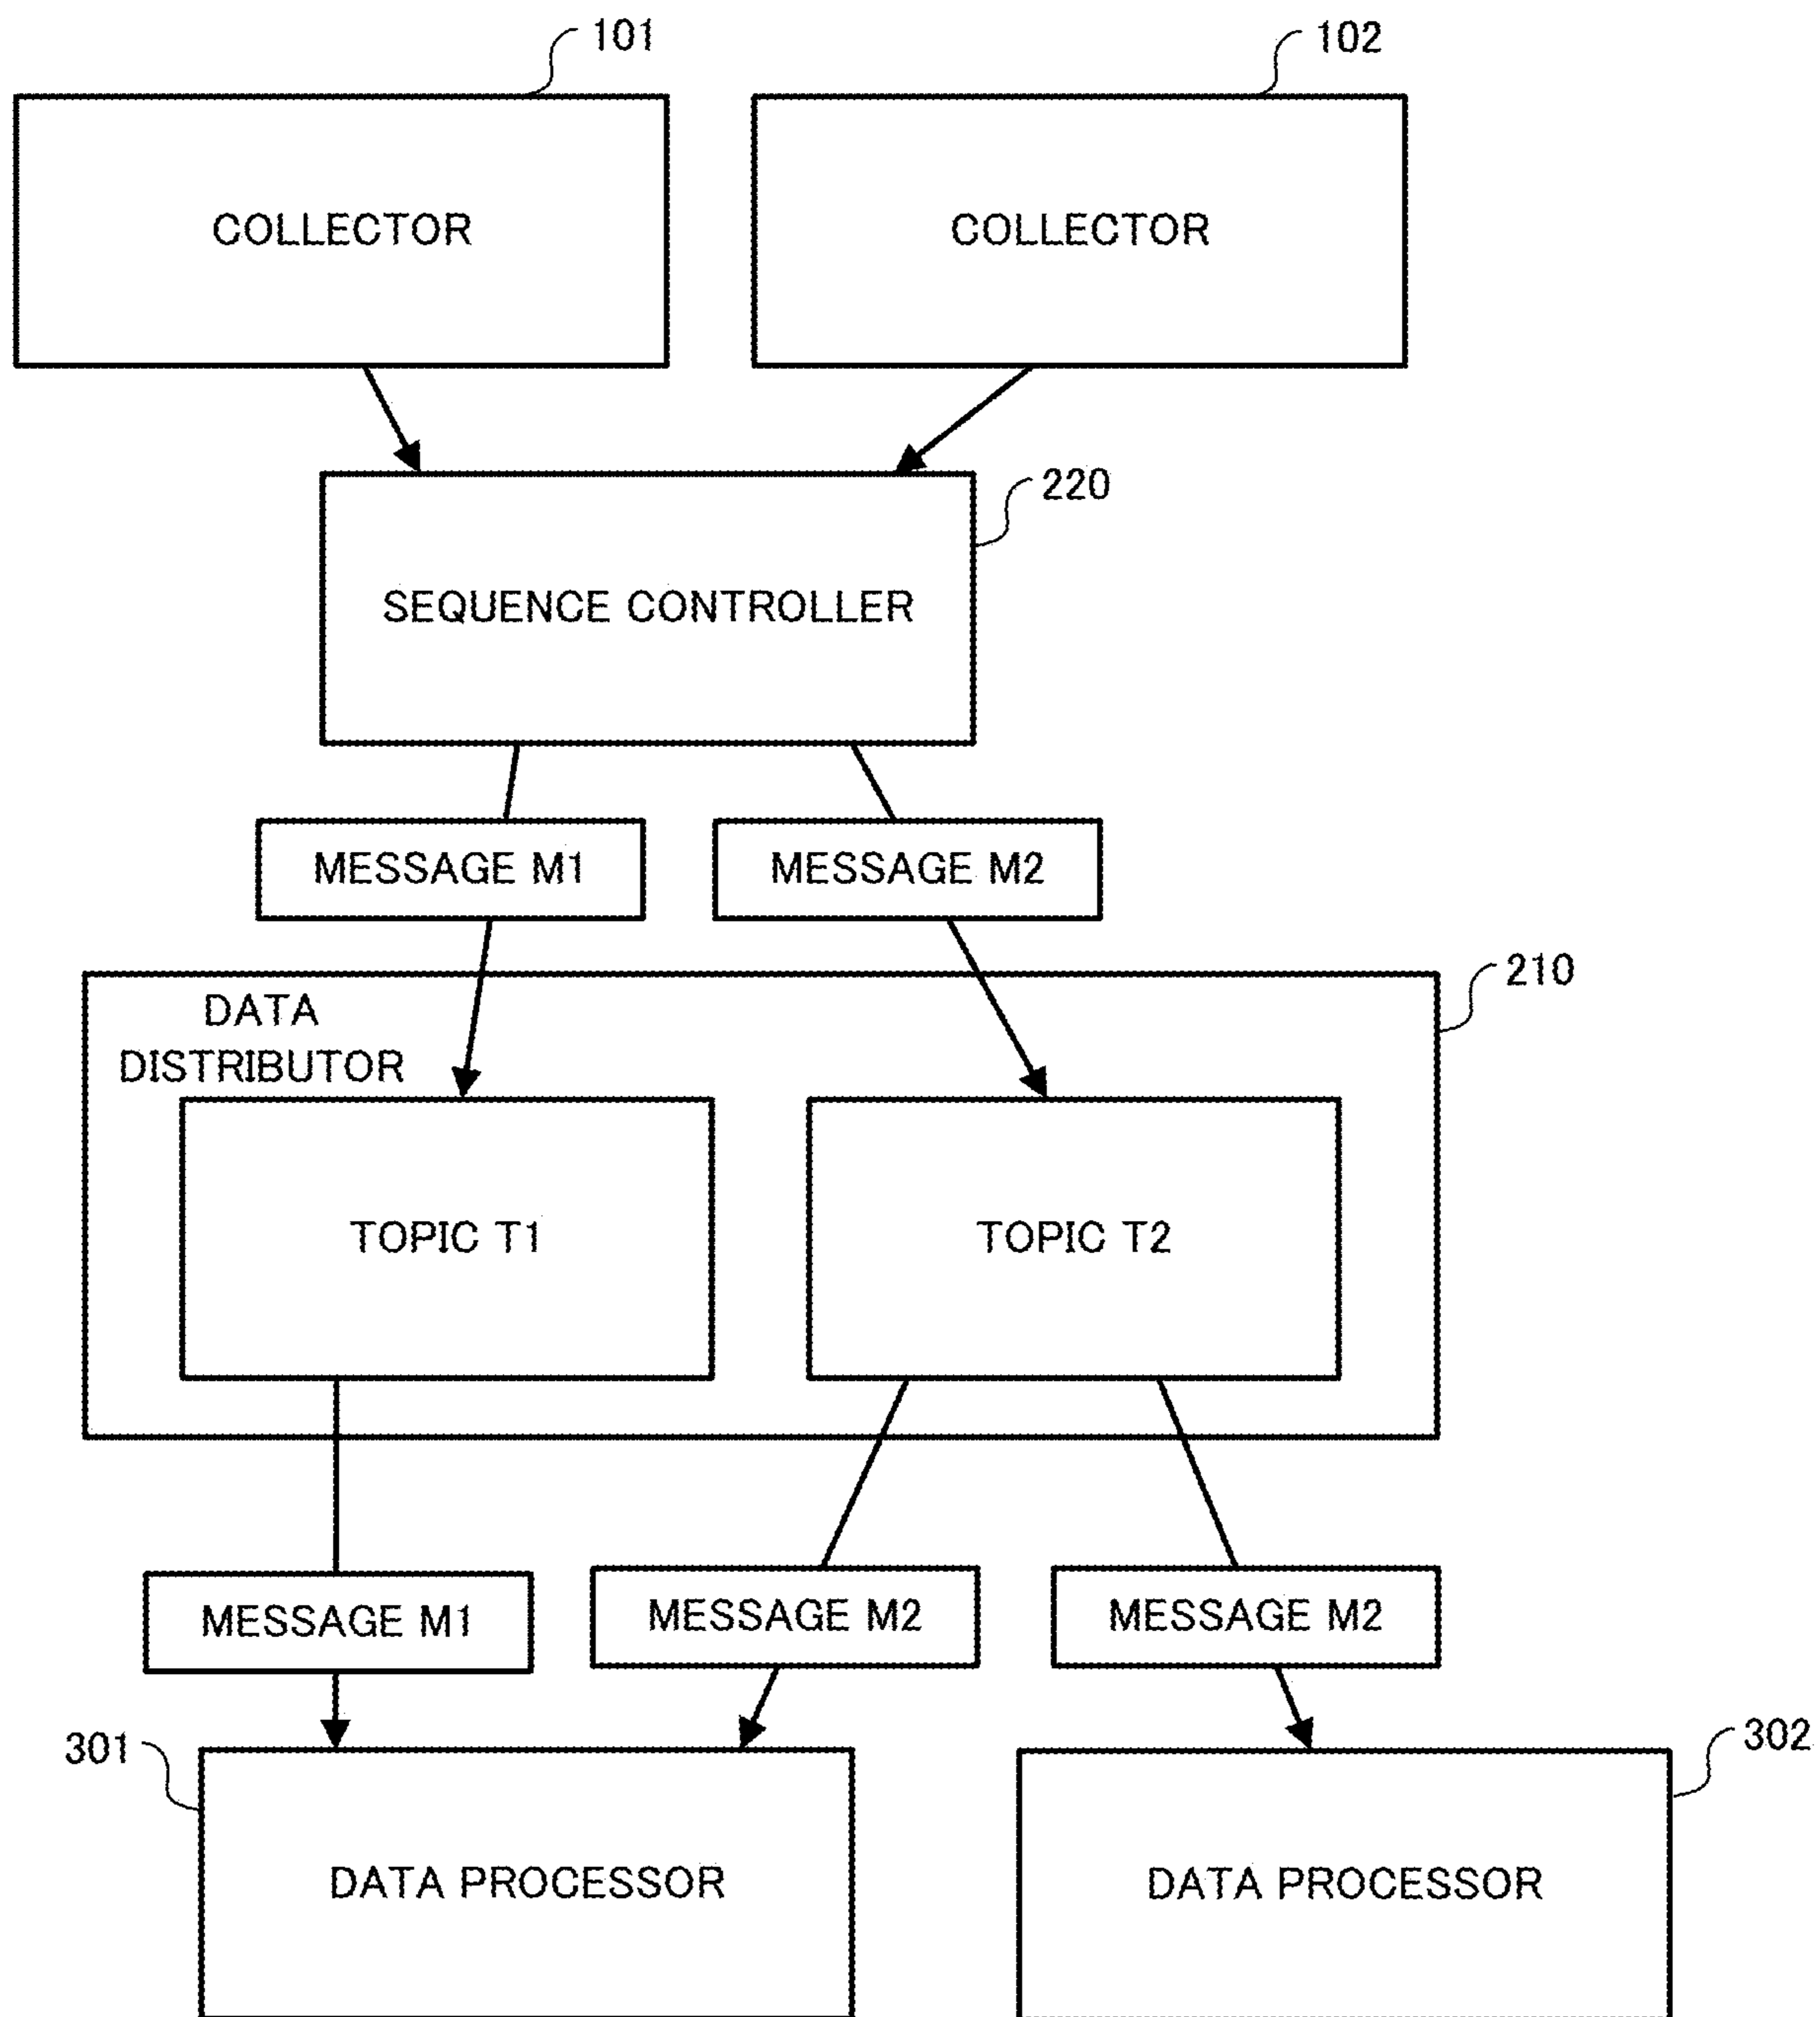 101
102
COLLECTOR
COLLECTOR
220
SEQUENCE CONTROLLER
MESSAGE M1
MESSAGE M2
210
DATA
DISTRIBUTOR
TOPIC T1
TOPIC T2
MESSAGE M1
MESSAGE M2
MESSAGE M2
301
302
DATA PROCESSOR
DATA PROCESSOR